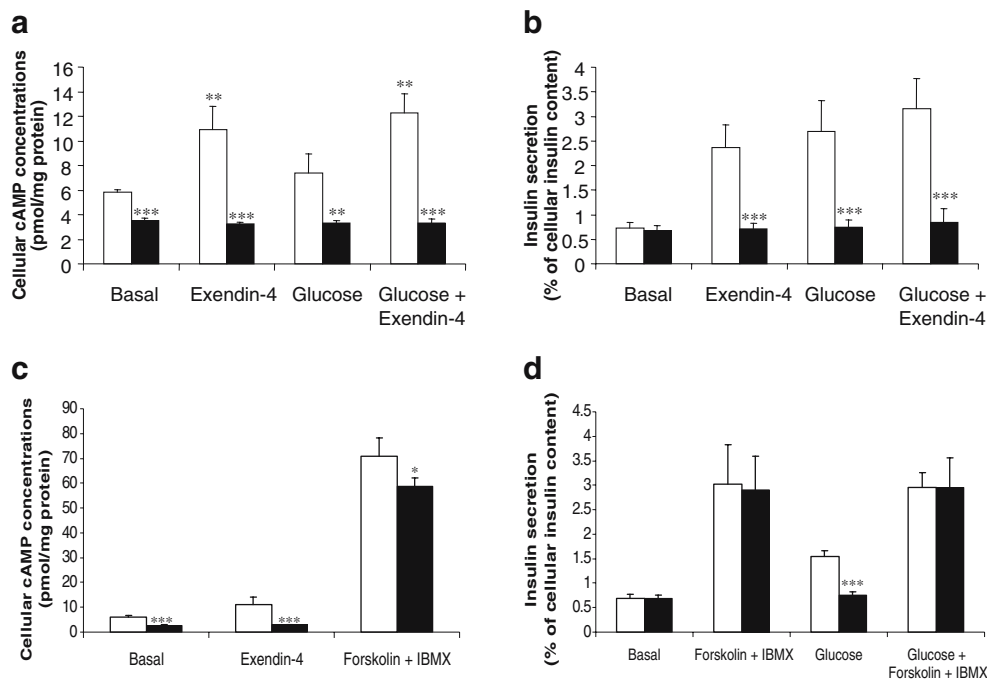 a
Cellular cAMP concentrations
(pmol/mg protein)
16
14
12
10
8
6
4
2
0
***
**
***
**
**
***
Basal
Exendin-4
Glucose
Glucose +
Exendin-4
b
Insulin secretion
(% of cellular insulin content)
4
3.5
3
2.5
2
1.5
1
0.5
0
***
***
***
Basal
Exendin-4
Glucose
Glucose +
Exendin-4
c
Cellular cAMP concentrations
(pmol/mg protein)
90
80
70
60
50
40
30
20
10
0
***
***
*
Basal
Exendin-4
Forskolin + IBMX
d
Insulin secretion
(% of cellular insulin content)
4.5
4
3.5
3
2.5
2
1.5
1
0.5
0
***
Basal
Forskolin + IBMX
Glucose
Glucose +
Forskolin + IBMX